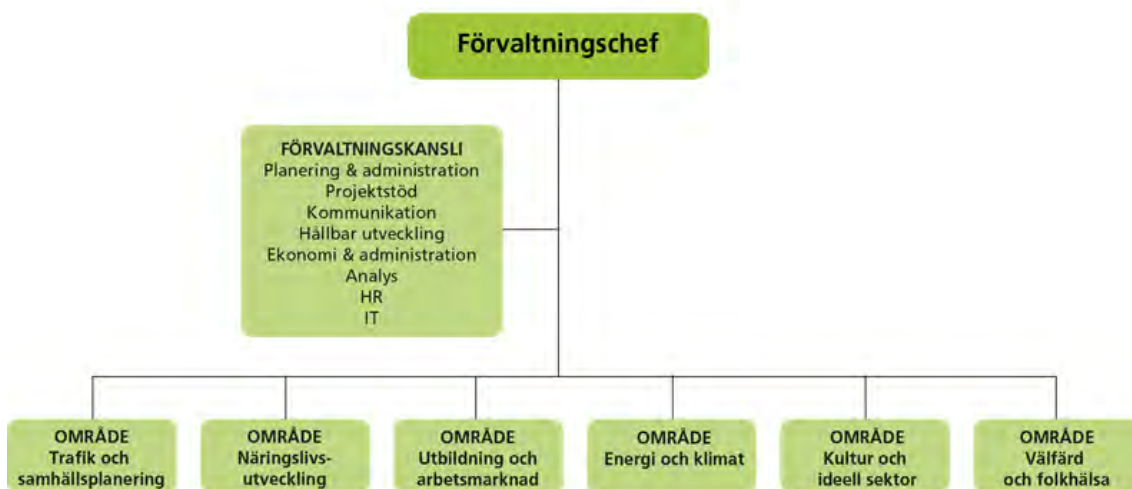 Förvaltningschef
FÖRVALTNINGSKANSLI
Planering & administration
Projektstöd
Kommunikation
Hållbar utveckling
Ekonomi & administration
Analys
HR
IT
OMRÅDE
Trafik och
samhällsplanering
OMRÅDE
Näringslivs-
utveckling
OMRÅDE
Utbildning och
arbetsmarknad
OMRÅDE
Energi och klimat
OMRÅDE
Kultur och
ideell sektor
OMRÅDE
Välfärd
och folkhälsa